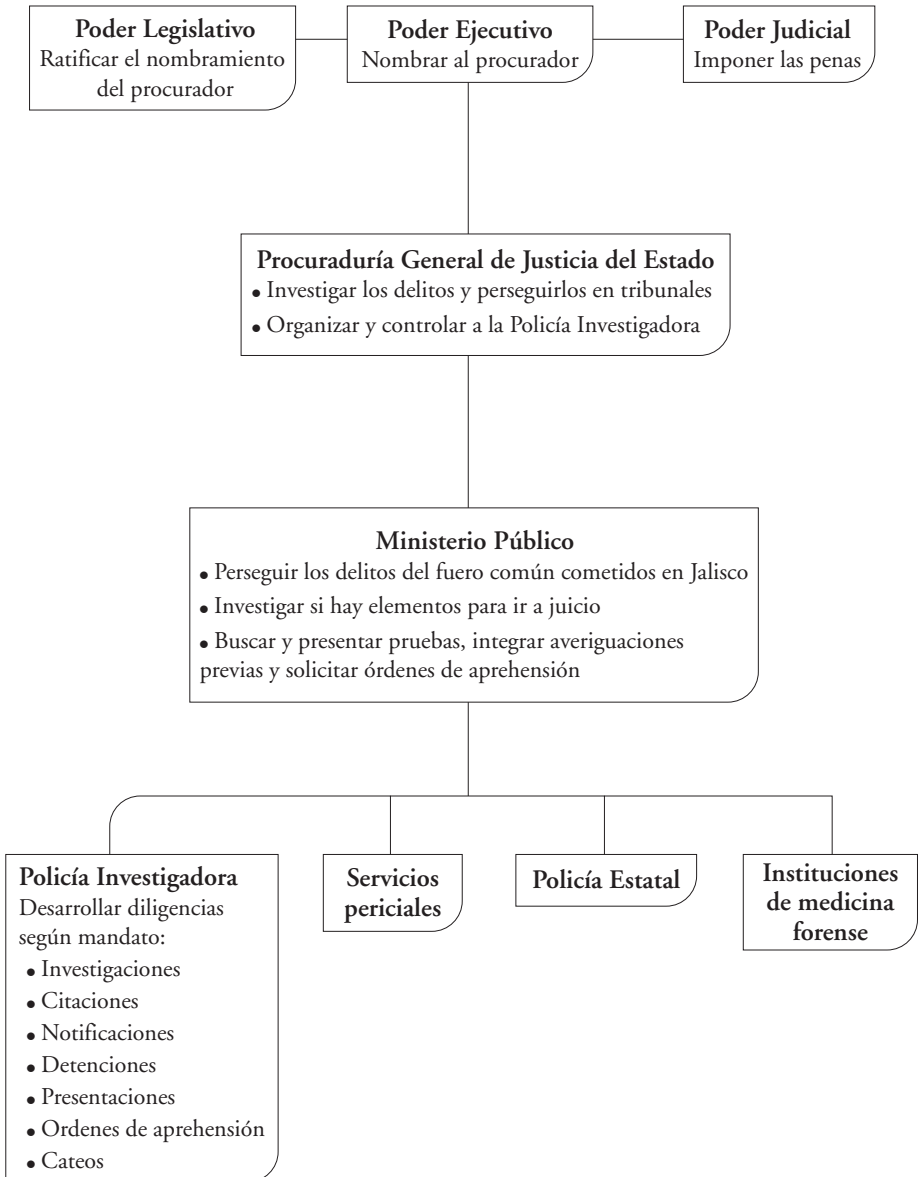 Poder Legislativo
Ratificar el nombramiento
del procurador
Poder Ejecutivo
Nombrar al procurador
Poder Judicial
Imponer las penas
Procuraduría General de Justicia del Estado
• Investigar los delitos y perseguirlos en tribunales
• Organizar y controlar a la Policía Investigadora
Ministerio Público
• Perseguir los delitos del fuero común cometidos en Jalisco
• Investigar si hay elementos para ir a juicio
• Buscar y presentar pruebas, integrar averiguaciones
previas y solicitar órdenes de aprehensión
Policía Investigadora
Desarrollar diligencias
según mandato:
• Investigaciones
• Citaciones
• Notificaciones
• Detenciones
• Presentaciones
• Ordenes de aprehensión
• Cateos
Servicios
periciales
Policía Estatal
Instituciones
de medicina
forense